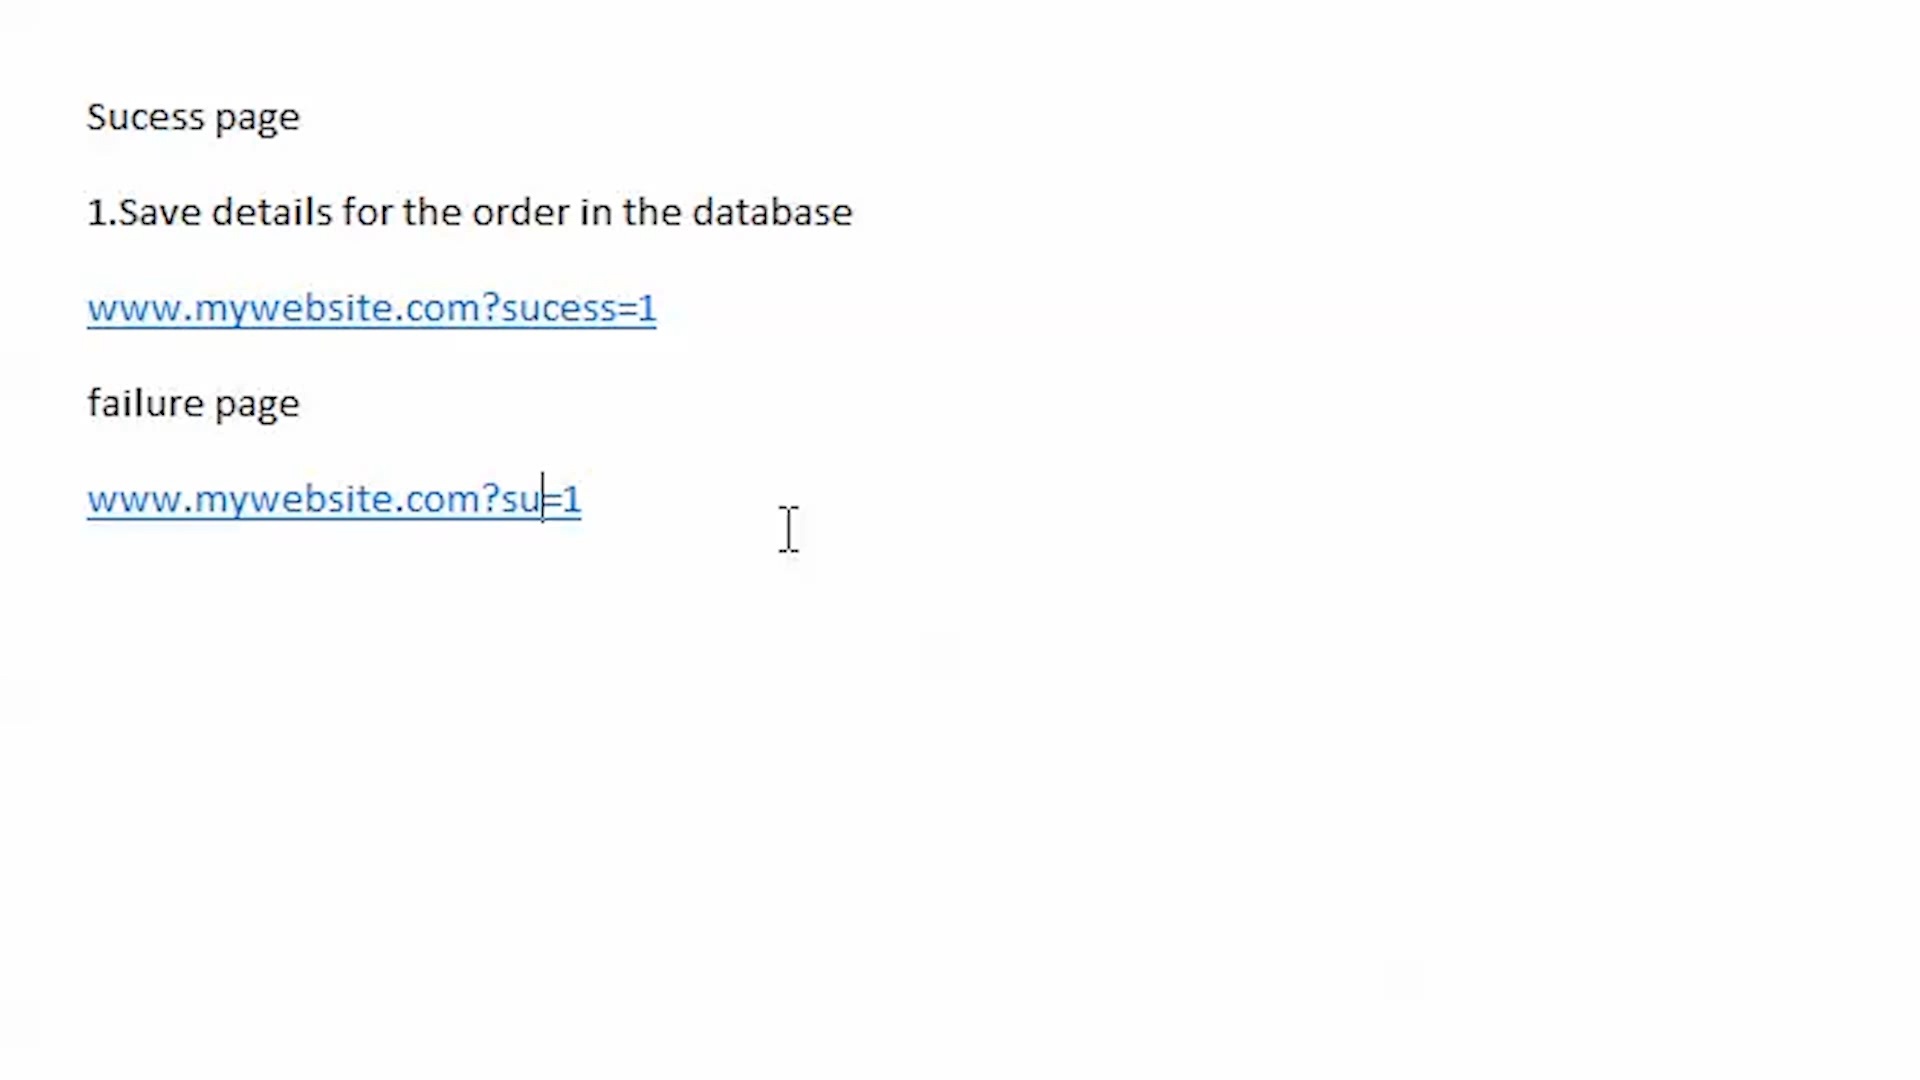 Sucess page
1.Save details for the order in the database
www.mywebsite.com?sucess=1
failure page
www.mywebsite.com?su=1